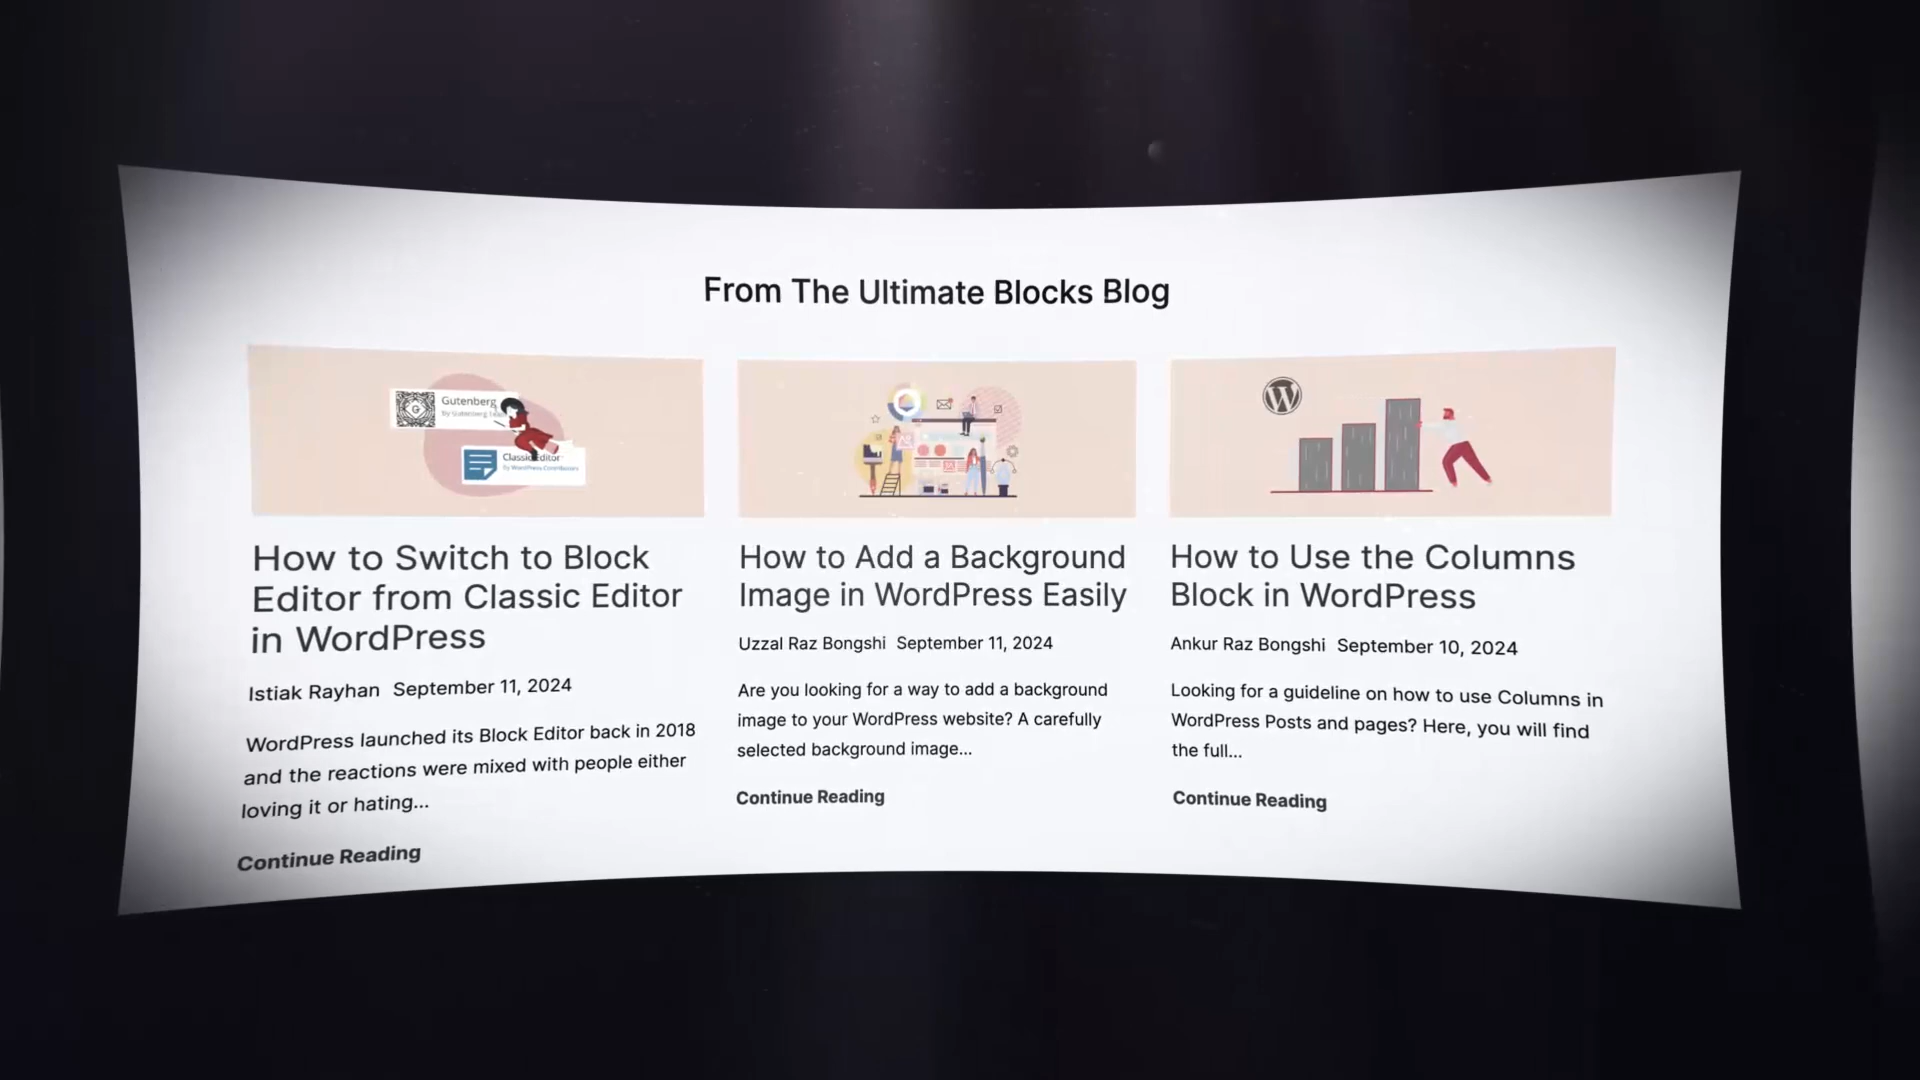 From The Ultimate Blocks Blog
Gutenberg
Classic Editor
by WordPress Contributors
How to Switch to Block
Editor from Classic Editor
in WordPress
Istiak Rayhan September 11, 2024
WordPress launched its Block Editor back in 2018
and the reactions were mixed with people either
loving it or hating...
Continue Reading
How to Add a Background
Image in WordPress Easily
Uzzal Raz Bongshi September 11, 2024
Are you looking for a way to add a background
image to your WordPress website? A carefully
selected background image...
Continue Reading
How to Use the Columns
Block in WordPress
Ankur Raz Bongshi September 10, 2024
Looking for a guideline on how to use Columns in
WordPress Posts and pages? Here, you will find
the full...
Continue Reading